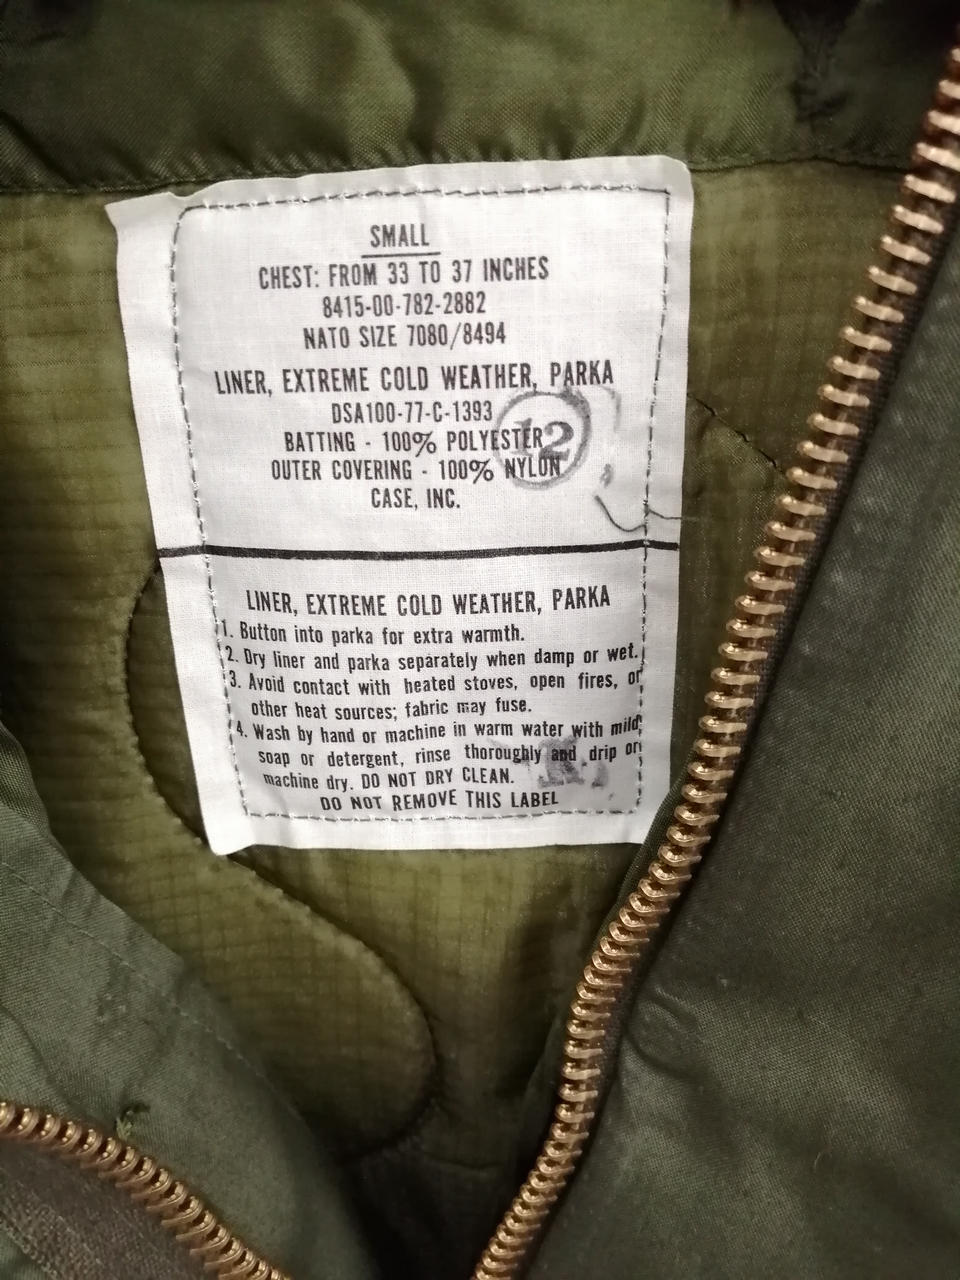 SMALL
CHEST: FROM 33 TO 37 INCHES
8415-00-782-2882
NATO SIZE 7080/8494
LINER, EXTREME COLD WEATHER, PARKA
DSA100-77-C-1393
BATTING - 100% POLYESTER
12
OUTER COVERING - 100% NYLON
CASE, INC.
LINER, EXTREME COLD WEATHER, PARKA
1. Button into parka for extra warmth.
2. Dry liner and parka separately when damp or wet.
3. Avoid contact with heated stoves, open fires, or
other heat sources; fabric may fuse.
4. Wash by hand or machine in warm water with mild
soap or detergent, rinse thoroughly and drip or
machine dry. DO NOT DRY CLEAN.
DO NOT REMOVE THIS LABEL